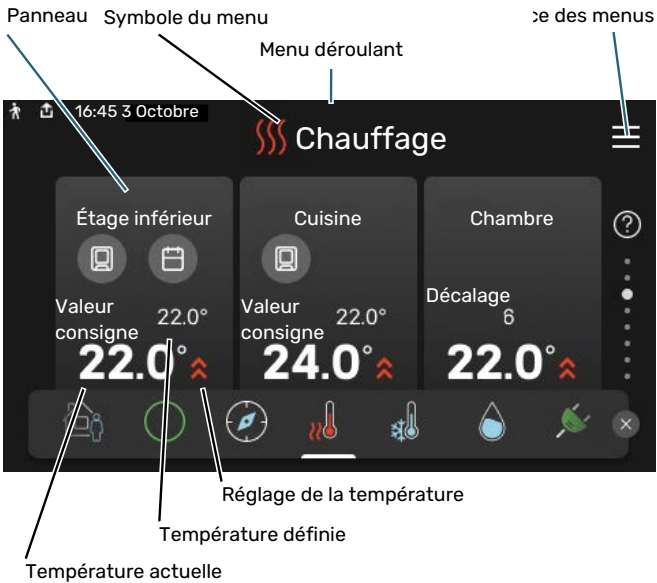 Panneau Symbole du menu ce des menus
Menu déroulant
16:45 3 Octobre
Chauffage
Étage inférieur Cuisine Chambre
?
Valeur consigne 22.0° Valeur consigne 22.0° Décalage 6
22.0° 24.0° 22.0°
Réglage de la température
Température définie
Température actuelle